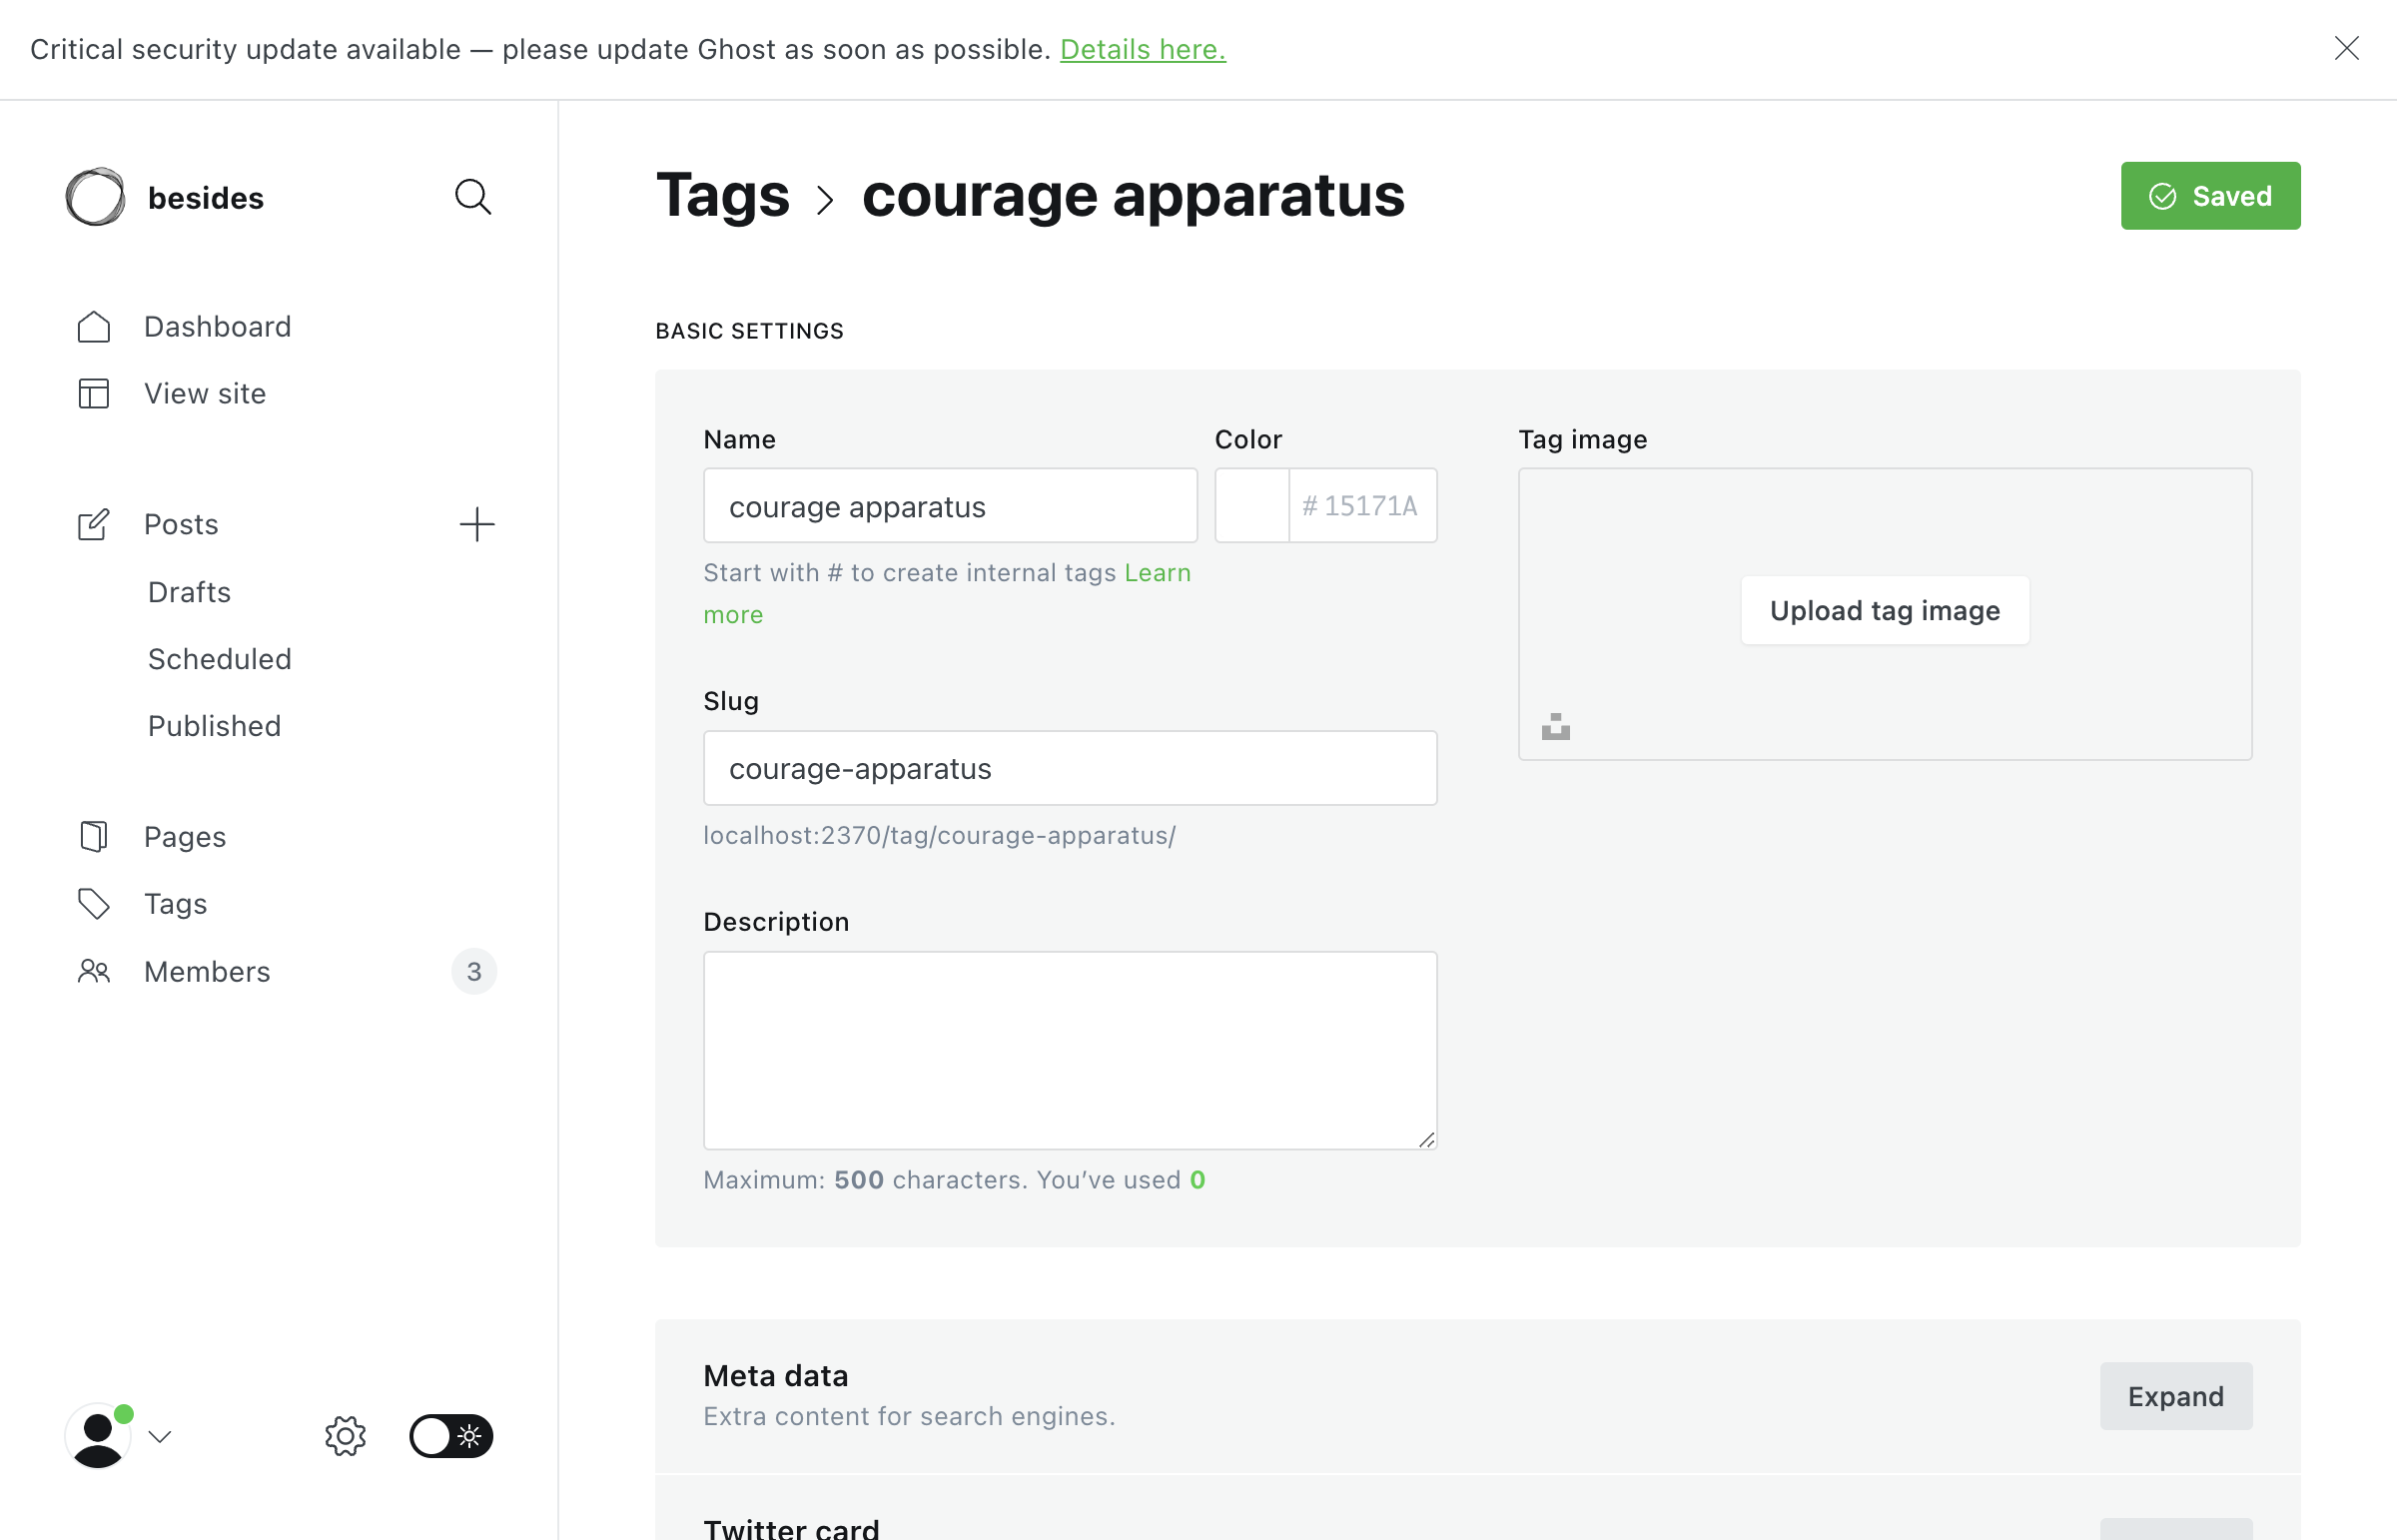 Critical security update available — please update Ghost as soon as possible. Details here.
besides
Dashboard
View site
Posts
Drafts
Scheduled
Published
Pages
Tags
Members
3
Tags > courage apparatus
Saved
BASIC SETTINGS
Name
courage apparatus
Start with # to create internal tags Learn
more
Color
# 15171A
Tag image
Upload tag image
Slug
courage-apparatus
localhost:2370/tag/courage-apparatus/
Description
Maximum: 500 characters. You’ve used 0
Meta data
Extra content for search engines.
Expand
Twitter card